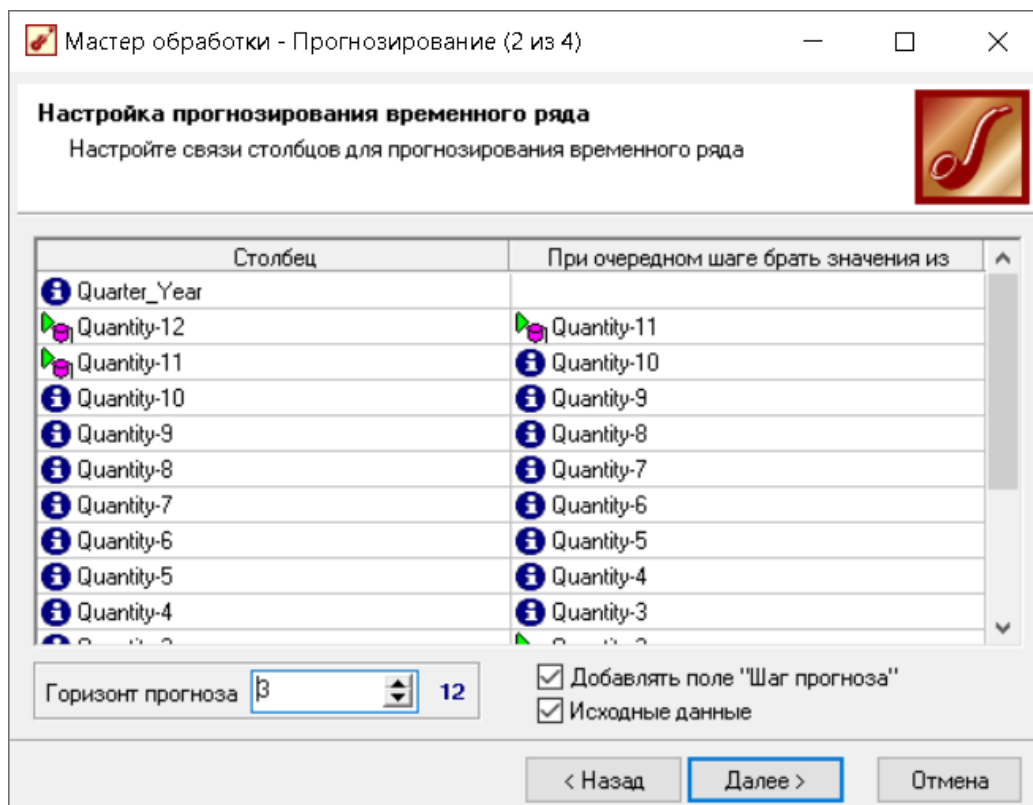 Мастер обработки - Прогнозирование (2 из 4)
Настройка прогнозирования временного ряда
Настройте связи столбцов для прогнозирования временного ряда
Столбец При очередном шаге брать значения из
Quarter_Year
Quantity-12 Quantity-11
Quantity-11 Quantity-10
Quantity-10 Quantity-9
Quantity-9 Quantity-8
Quantity-8 Quantity-7
Quantity-7 Quantity-6
Quantity-6 Quantity-5
Quantity-5 Quantity-4
Quantity-4 Quantity-3
Горизонт прогноза 3 12
Добавлять поле "Шаг прогноза"
Исходные данные
< Назад Далее > Отмена